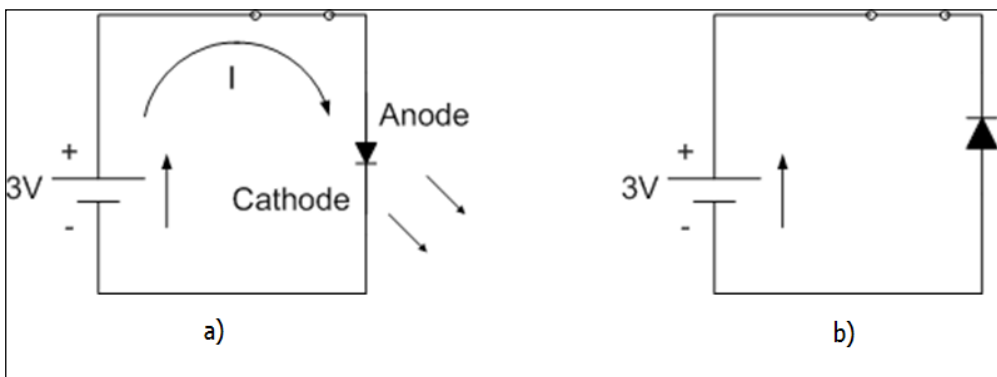 I
Anode
+
3V
Cathode
-
a)
+
3V
-
b)